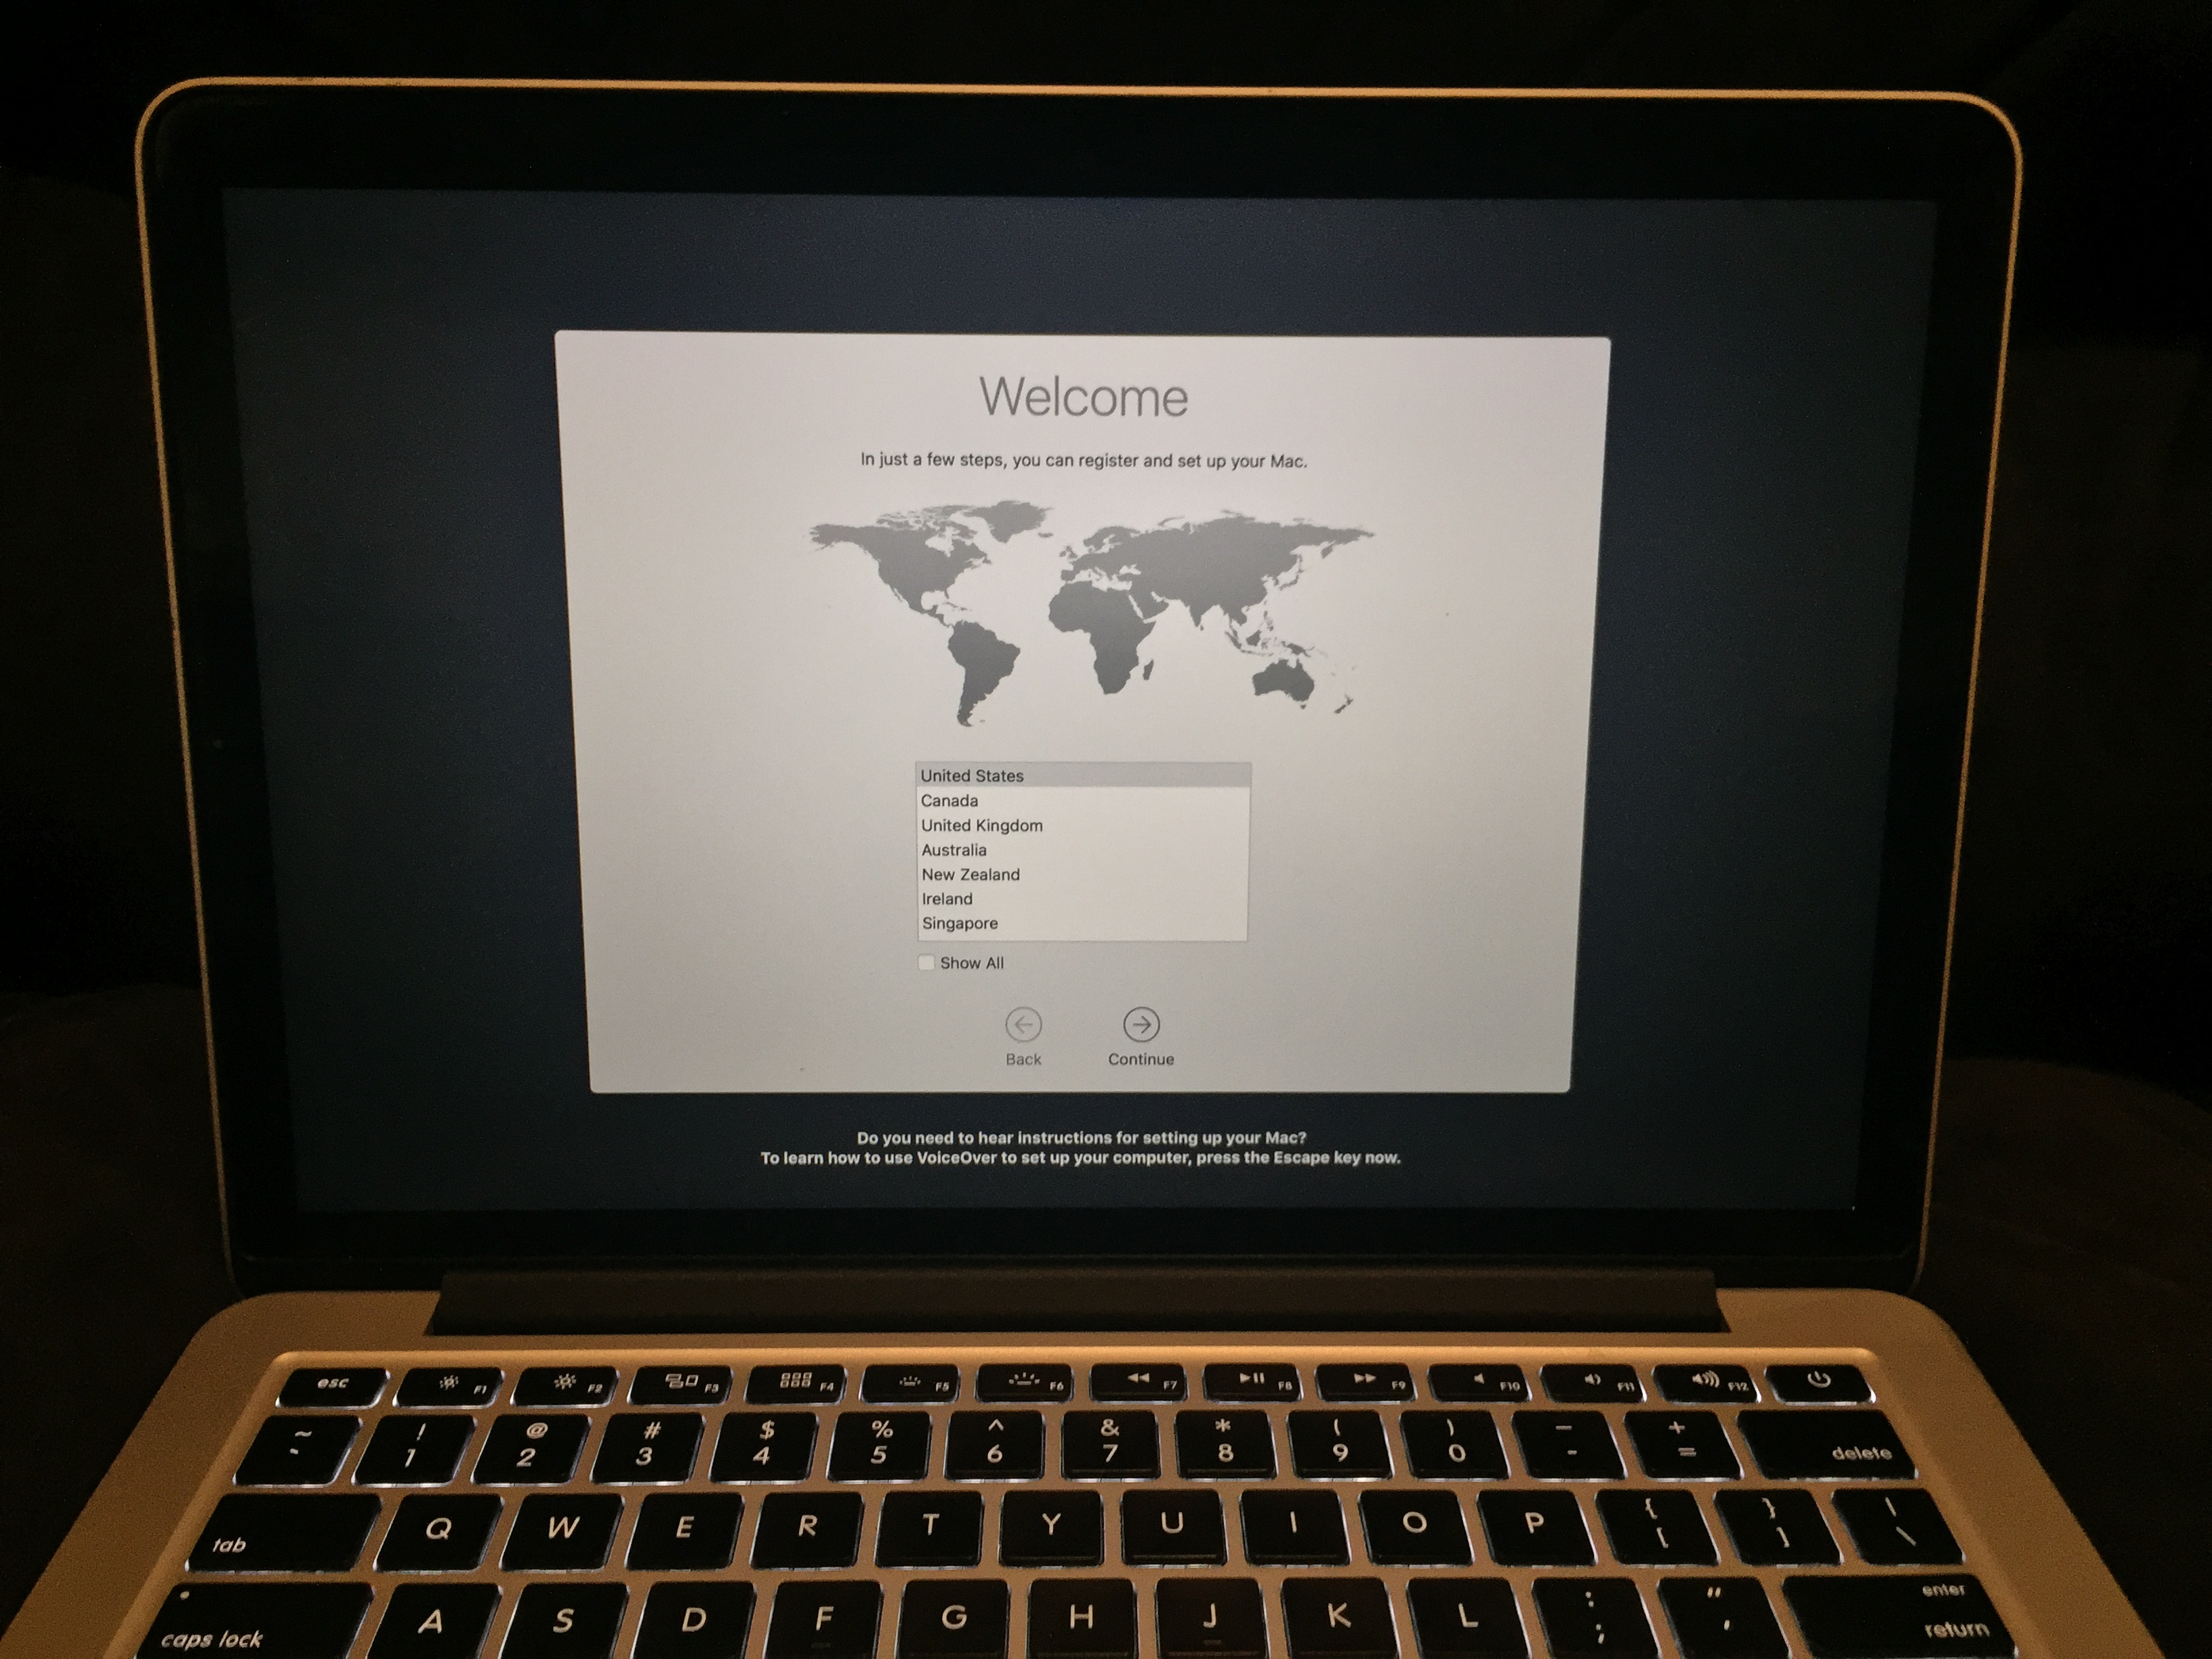 Welcome
In just a few steps, you can register and set up your Mac.
United States
Canada
United Kingdom
Australia
New Zealand
Ireland
Singapore
Show All
Back Continue
Do you need to hear instructions for setting up your Mac?
To learn how to use VoiceOver to set up your computer, press the Escape key now.
esc F1 F2 F3 F4 F5 F6 F7 F8 F9 F10 F11 F12
~ ! @ # $ % ^ & * ( ) _ +
` 1 2 3 4 5 6 7 8 9 0 - = delete
{ } |
tab Q W E R T Y U I O P [ ] \
: " enter
caps lock A S D F G H J K L ; ' return